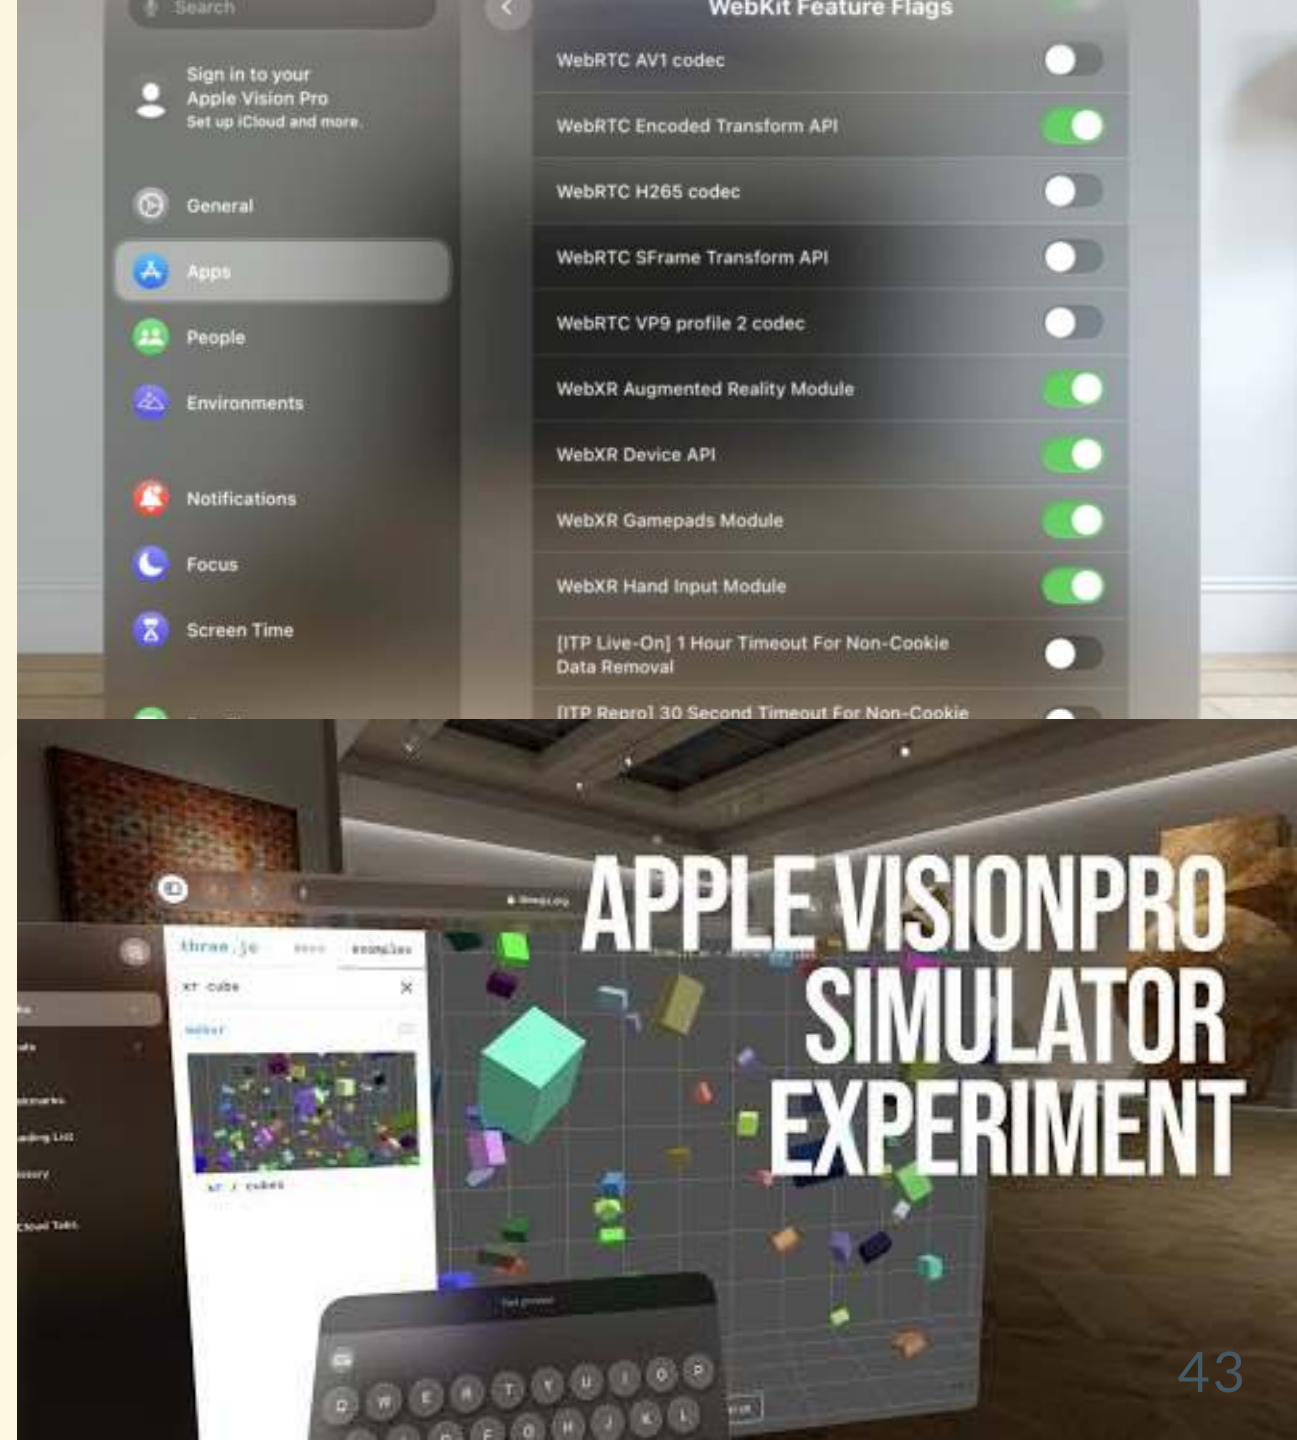 Search
Sign in to your
Apple Vision Pro
Set up iCloud and more.
General
Apps
People
Environments
Notifications
Focus
Screen Time
WebKit Feature Flags
WebRTC AV1 codec
WebRTC Encoded Transform API
WebRTC H265 codec
WebRTC SFrame Transform API
WebRTC VP9 profile 2 codec
WebXR Augmented Reality Module
WebXR Device API
WebXR Gamepads Module
WebXR Hand Input Module
[ITP Live-On] 1 Hour Timeout For Non-Cookie
Data Removal
[ITP Repro] 30 Second Timeout For Non-Cookie
APPLE VISIONPRO
SIMULATOR
EXPERIMENT
three.js
examples
xr cube
webxr
xr / cubes
Q W E R T Y U I O P
G H J K L
43